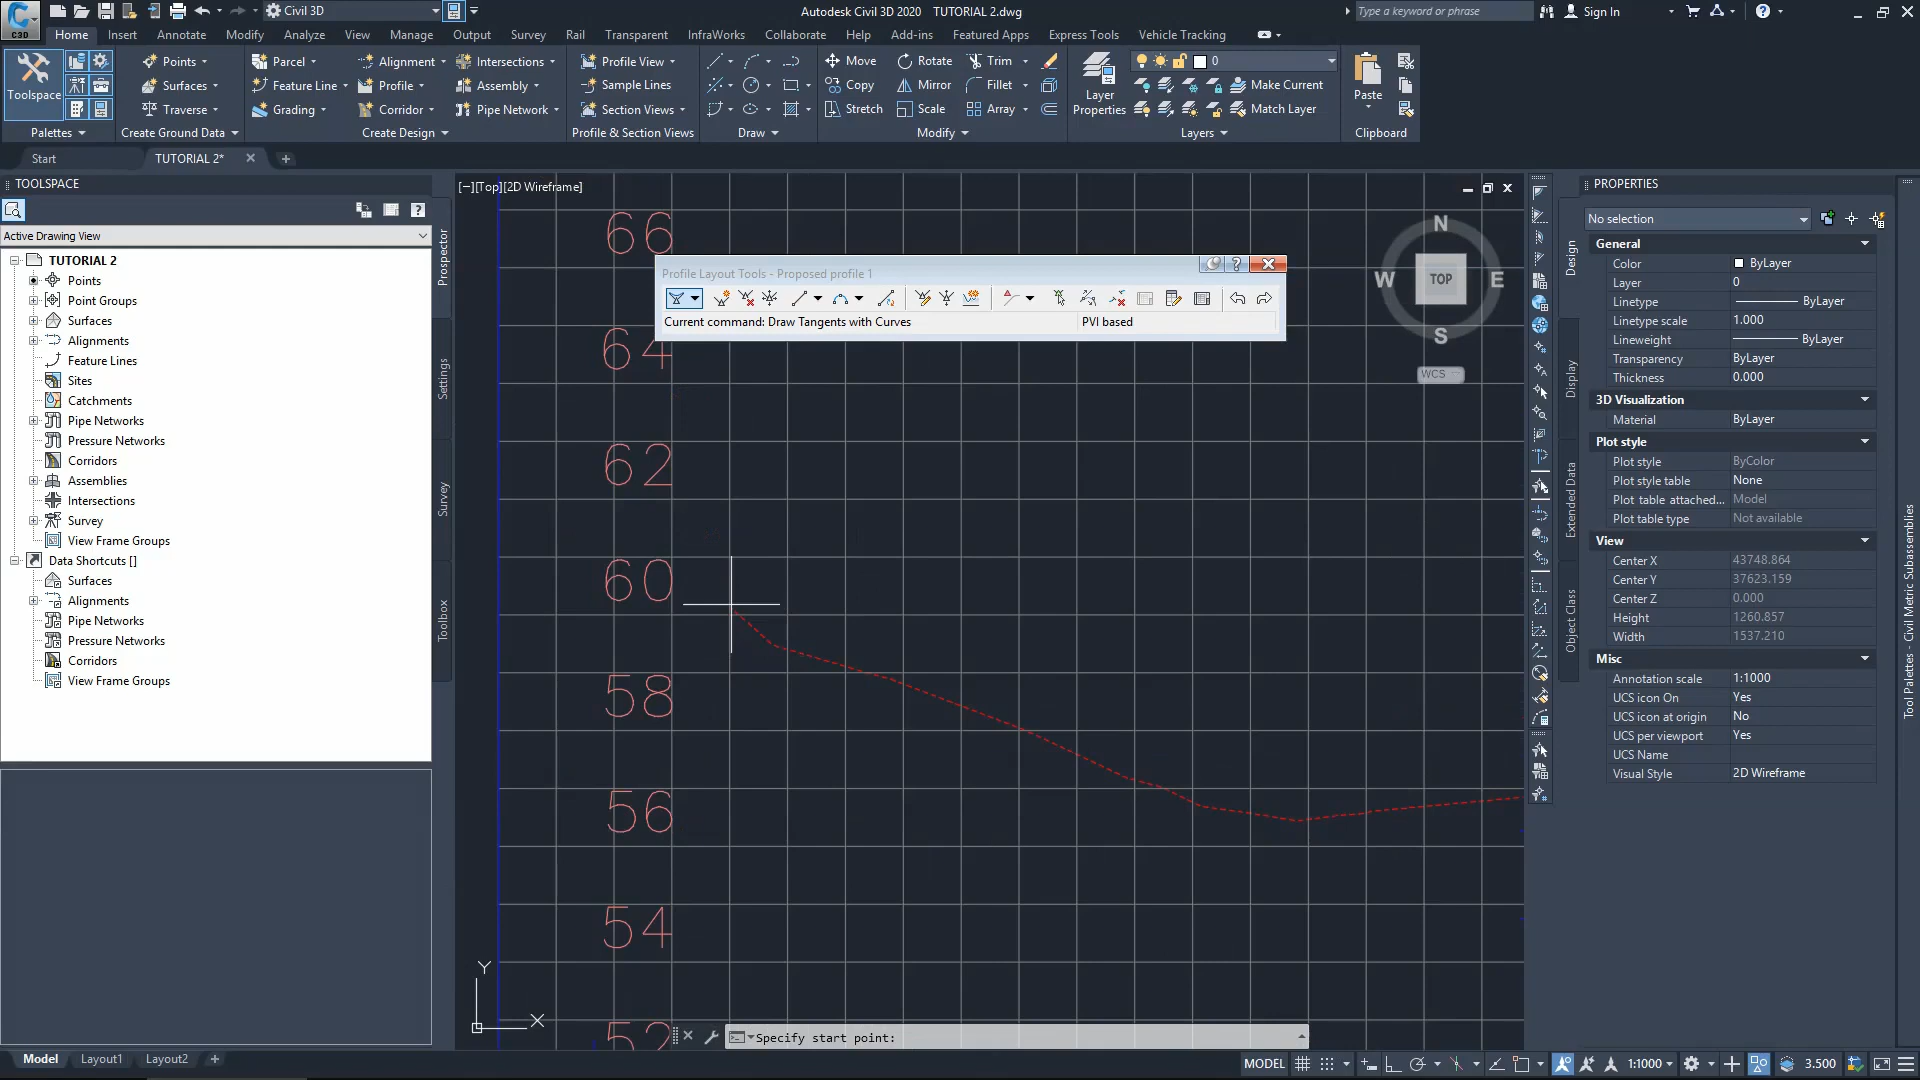 Civil 3D
Autodesk Civil 3D 2020 TUTORIAL 2.dwg
Type a keyword or phrase
Sign In
C3D
Home Insert Annotate Modify Analyze View Manage Output Survey Rail Transparent InfraWorks Collaborate Help Add-ins Featured Apps Express Tools Vehicle Tracking
Toolspace
Points
Surfaces
Traverse
Parcel
Feature Line
Grading
Alignment
Profile
Corridor
Intersections
Assembly
Pipe Network
Profile View
Sample Lines
Section Views
Move
Copy
Stretch
Rotate
Mirror
Scale
Trim
Fillet
Array
Layer
Properties
0
Make Current
Match Layer
Paste
Palettes Create Ground Data Create Design Profile & Section Views Draw Modify Layers Clipboard
Start TUTORIAL 2*
TOOLSPACE
Active Drawing View
TUTORIAL 2
Points
Point Groups
Surfaces
Alignments
Feature Lines
Sites
Catchments
Pipe Networks
Pressure Networks
Corridors
Assemblies
Intersections
Survey
View Frame Groups
Data Shortcuts []
Surfaces
Alignments
Pipe Networks
Pressure Networks
Corridors
View Frame Groups
Prospector
Settings
Survey
Toolbox
[−][Top][2D Wireframe]
66
64
62
60
58
56
54
52
Profile Layout Tools - Proposed profile 1
Current command: Draw Tangents with Curves PVI based
N
W TOP E
S
WCS
Y
X
Specify start point:
PROPERTIES
No selection
General
Color ByLayer
Layer 0
Linetype ByLayer
Linetype scale 1.000
Lineweight ByLayer
Transparency ByLayer
Thickness 0.000
3D Visualization
Material ByLayer
Plot style
Plot style ByColor
Plot style table None
Plot table attached... Model
Plot table type Not available
View
Center X 43748.864
Center Y 37623.159
Center Z 0.000
Height 1260.857
Width 1537.210
Misc
Annotation scale 1:1000
UCS icon On Yes
UCS icon at origin No
UCS per viewport Yes
UCS Name
Visual Style 2D Wireframe
Design
Display
Extended Data
Object Class
Tool Palettes - Civil Metric Subassemblies
Model Layout1 Layout2
MODEL 1:1000 3.500